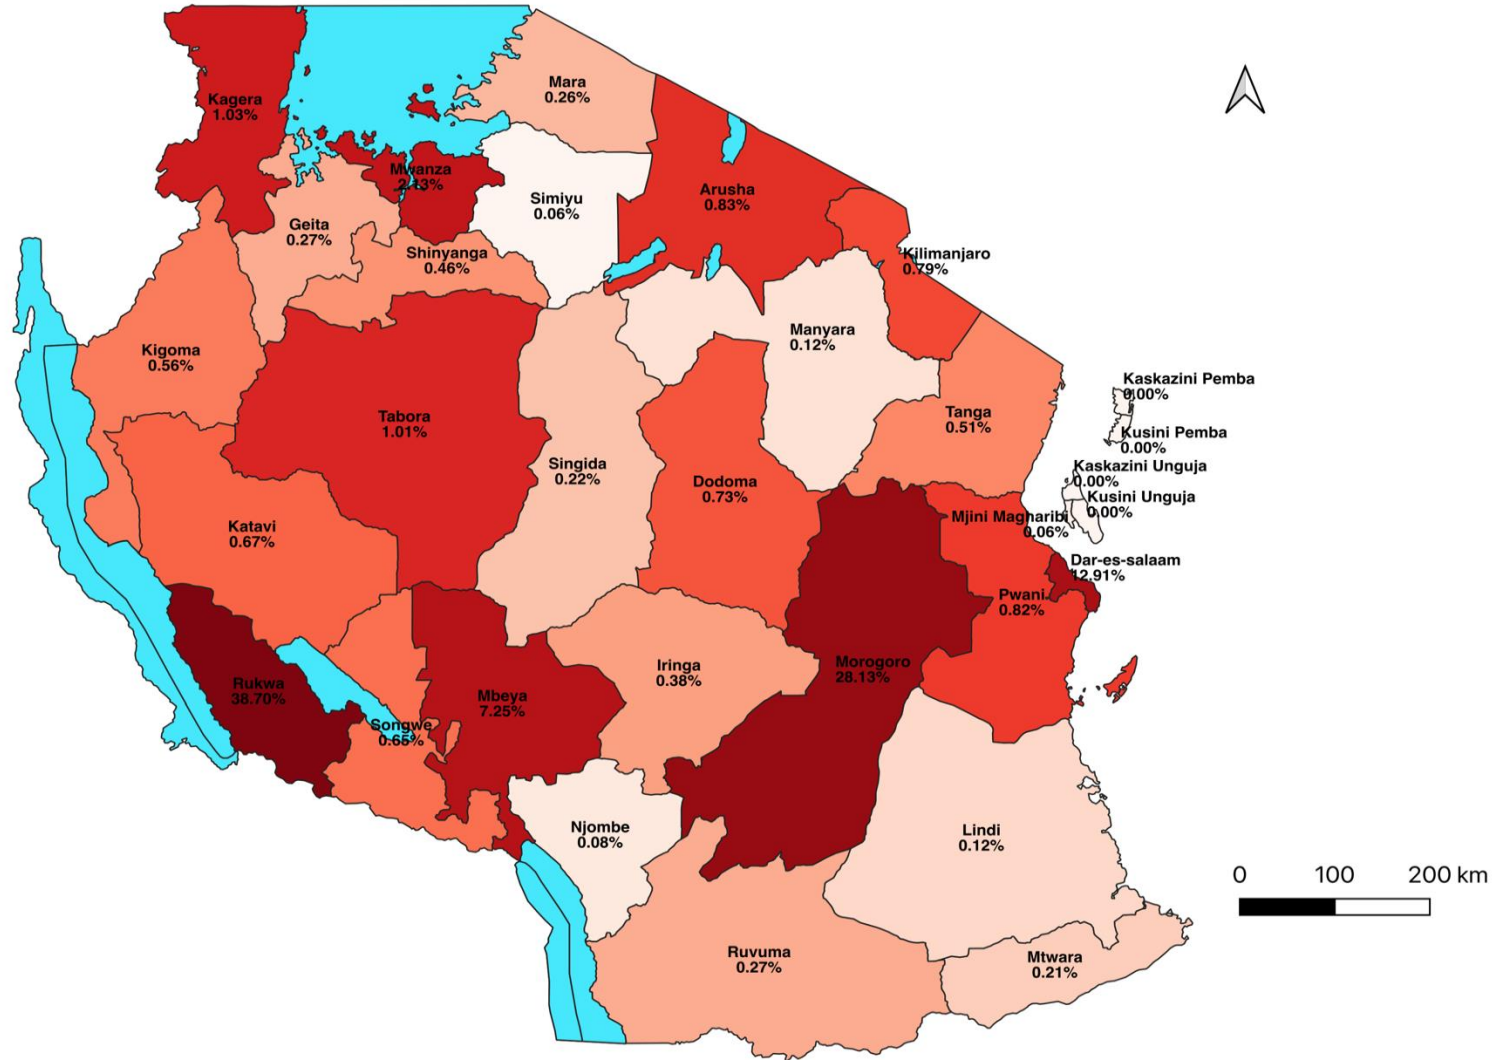 Mara
0.26%
Kagera
1.03%
Mwanza
2.13%
Simiyu
0.06%
Arusha
0.83%
Geita
0.27%
Shinyanga
0.46%
Kilimanjaro
0.79%
Kigoma
0.56%
Manyara
0.12%
Kaskazini Pemba
0.00%
Tabora
1.01%
Tanga
0.51%
Kusini Pemba
0.00%
Singida
0.22%
Dodoma
0.73%
Kaskazini Unguja
0.00%
Kusini Unguja
0.00%
Katavi
0.67%
Mjini Magharibi
0.06%
Dar-es-salaam
12.91%
Pwani
0.82%
Rukwa
38.70%
Mbeya
7.25%
Iringa
0.38%
Morogoro
28.13%
Songwe
0.65%
Njombe
0.08%
Lindi
0.12%
0 100 200 km
Ruvuma
0.27%
Mtwara
0.21%